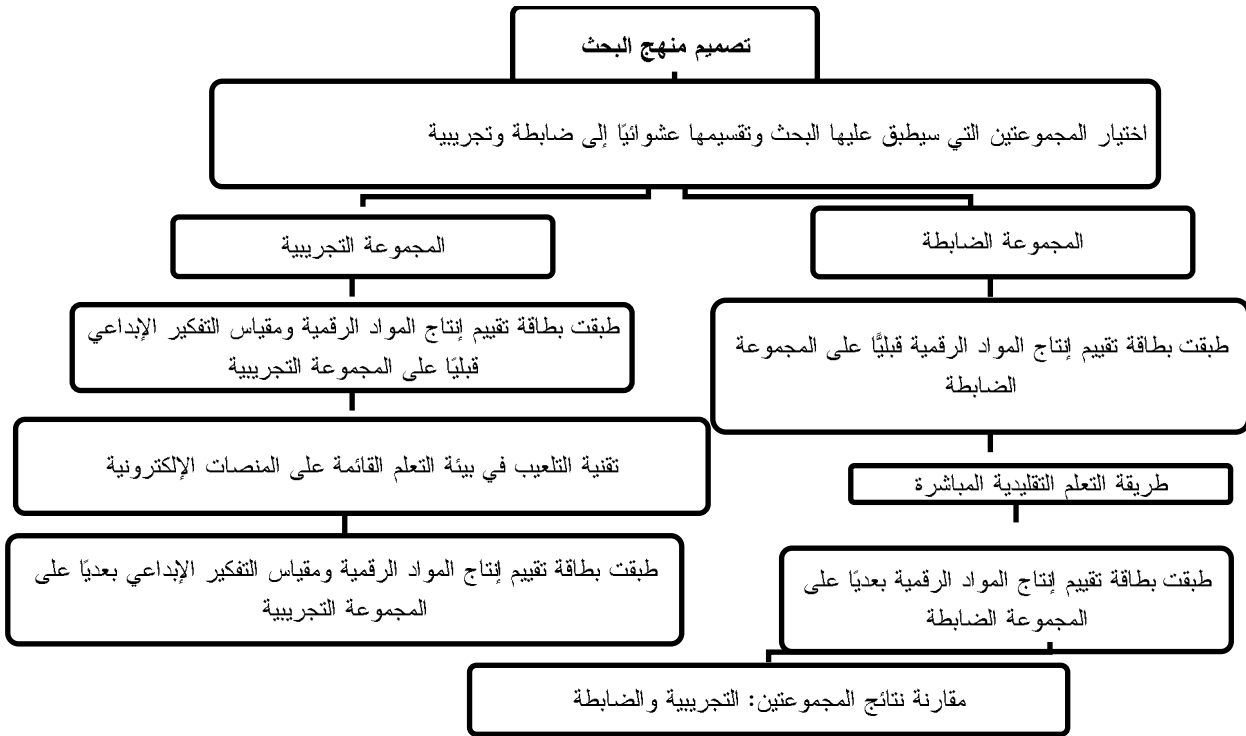 تصميم منهج البحث
اختيار المجموعتين التي سيطبق عليها البحث وتقسيمها عشوائيًا إلى ضابطة وتجريبية
المجموعة الضابطة
المجموعة التجريبية
طبقت بطاقة تقييم إنتاج المواد الرقمية قبليًّا على المجموعة
الضابطة
طبقت بطاقة تقييم إنتاج المواد الرقمية ومقياس التفكير الإبداعي
قبليًا على المجموعة التجريبية
طريقة التعلم التقليدية المباشرة
تقنية التلعيب في بيئة التعلم القائمة على المنصات الإلكترونية
طبقت بطاقة تقييم إنتاج المواد الرقمية بعديًا على
المجموعة الضابطة
طبقت بطاقة تقييم إنتاج المواد الرقمية ومقياس التفكير الإبداعي بعديًا على
المجموعة التجريبية
مقارنة نتائج المجموعتين: التجريبية والضابطة